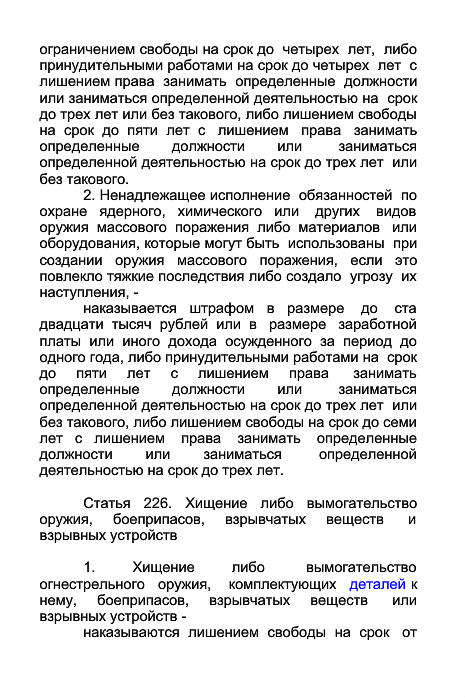 ограничением свободы на срок до четырех лет, либо
принудительными работами на срок до четырех лет с
лишением права занимать определенные должности
или заниматься определенной деятельностью на срок
до трех лет или без такового, либо лишением свободы
на срок до пяти лет с лишением права занимать
определенные должности или заниматься
определенной деятельностью на срок до трех лет или
без такового.
2. Ненадлежащее исполнение обязанностей по
охране ядерного, химического или других видов
оружия массового поражения либо материалов или
оборудования, которые могут быть использованы при
создании оружия массового поражения, если это
повлекло тяжкие последствия либо создало угрозу их
наступления, -
наказывается штрафом в размере до ста
двадцати тысяч рублей или в размере заработной
платы или иного дохода осужденного за период до
одного года, либо принудительными работами на срок
до пяти лет с лишением права занимать
определенные должности или заниматься
определенной деятельностью на срок до трех лет или
без такового, либо лишением свободы на срок до семи
лет с лишением права занимать определенные
должности или заниматься определенной
деятельностью на срок до трех лет.
Статья 226. Хищение либо вымогательство
оружия, боеприпасов, взрывчатых веществ и
взрывных устройств
1. Хищение либо вымогательство
огнестрельного оружия, комплектующих деталей к
нему, боеприпасов, взрывчатых веществ или
взрывных устройств -
наказываются лишением свободы на срок от